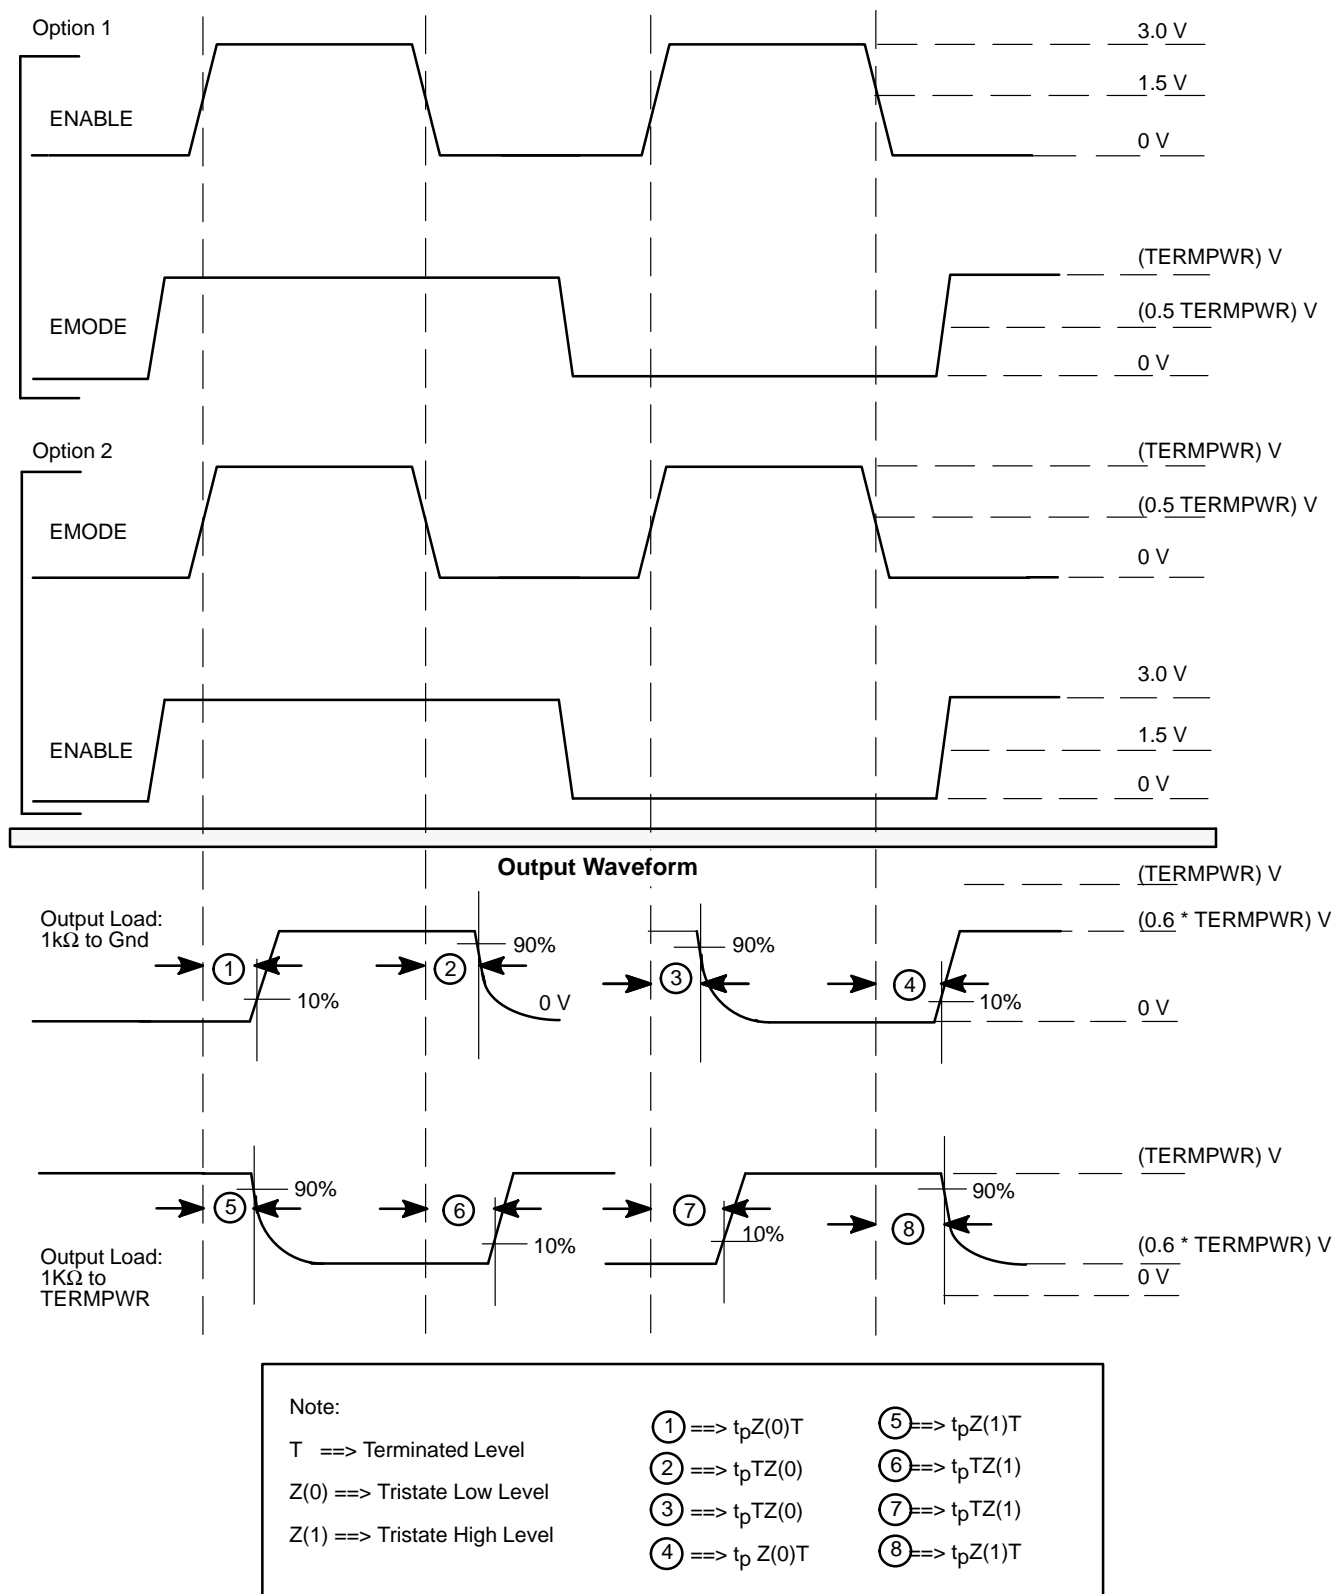 Option 1
3.0 V
1.5 V
ENABLE
0 V
(TERMPWR) V
(0.5 TERMPWR) V
EMODE
0 V
Option 2
(TERMPWR) V
(0.5 TERMPWR) V
EMODE
0 V
3.0 V
1.5 V
ENABLE
0 V
Output Waveform
(TERMPWR) V
Output Load:
1kΩ to Gnd
(0.6 * TERMPWR) V
90%
90%
1
2
3
4
10%
0 V
10%
0 V
(TERMPWR) V
90%
90%
5
6
7
8
10%
10%
Output Load:
1KΩ to
TERMPWR
(0.6 * TERMPWR) V
0 V
Note:
T ==> Terminated Level
Z(0) ==> Tristate Low Level
Z(1) ==> Tristate High Level
1 ==> tpZ(0)T
2 ==> tpTZ(0)
3 ==> tpTZ(0)
4 ==> tp Z(0)T
5 ==> tpZ(1)T
6 ==> tpTZ(1)
7 ==> tpTZ(1)
8 ==> tpZ(1)T